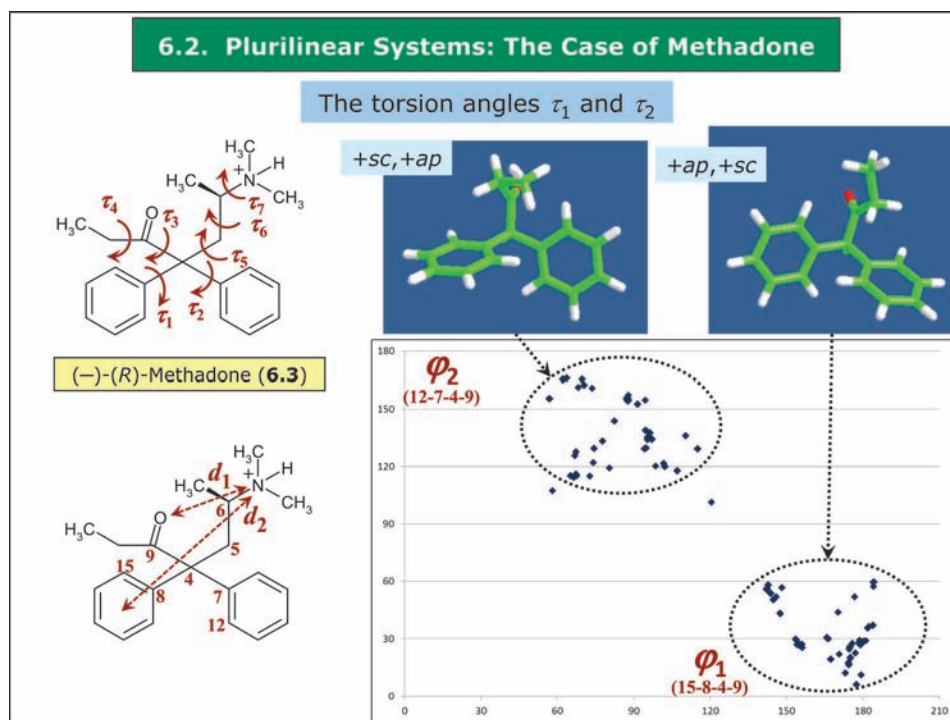 6.2. Plurilinear Systems: The Case of Methadone
The torsion angles τ1 and τ2
+sc,+ap
+ap,+sc
H3C
+
N
H
H3C
CH3
τ7
τ4
O
τ3
τ6
H3C
τ5
τ1
τ2
(−)-(R)-Methadone (6.3)
H3C
+
N
H
H3C
d1
CH3
6
d2
O
H3C
9
5
15
4
8
7
12
180
150
120
90
60
30
0
φ2
(12-7-4-9)
φ1
(15-8-4-9)
0
30
60
90
120
150
180
210